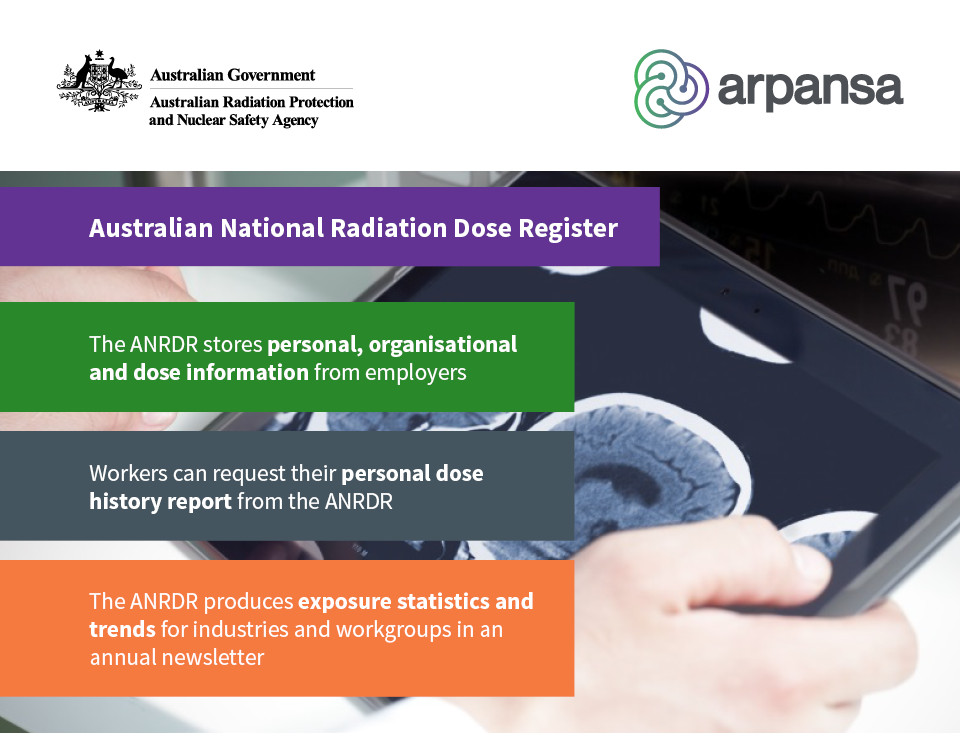 Australian Government
Australian Radiation Protection
and Nuclear Safety Agency
arpansa
Australian National Radiation Dose Register
The ANRDR stores personal, organisational
and dose information from employers
Workers can request their personal dose
history report from the ANRDR
The ANRDR produces exposure statistics and
trends for industries and workgroups in an
annual newsletter
97
83